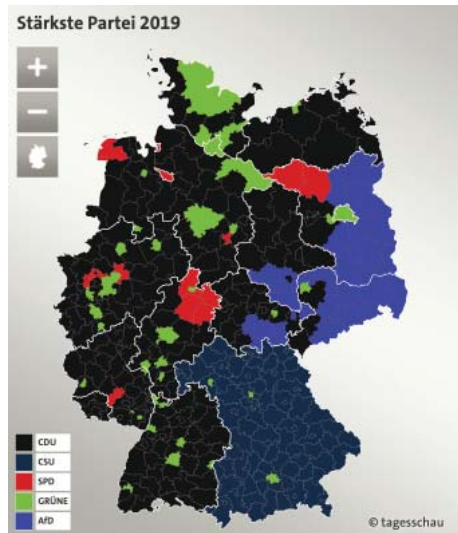 Stärkste Partei 2019
+
−
CDU
CSU
SPD
GRÜNE
AfD
© tagesschau